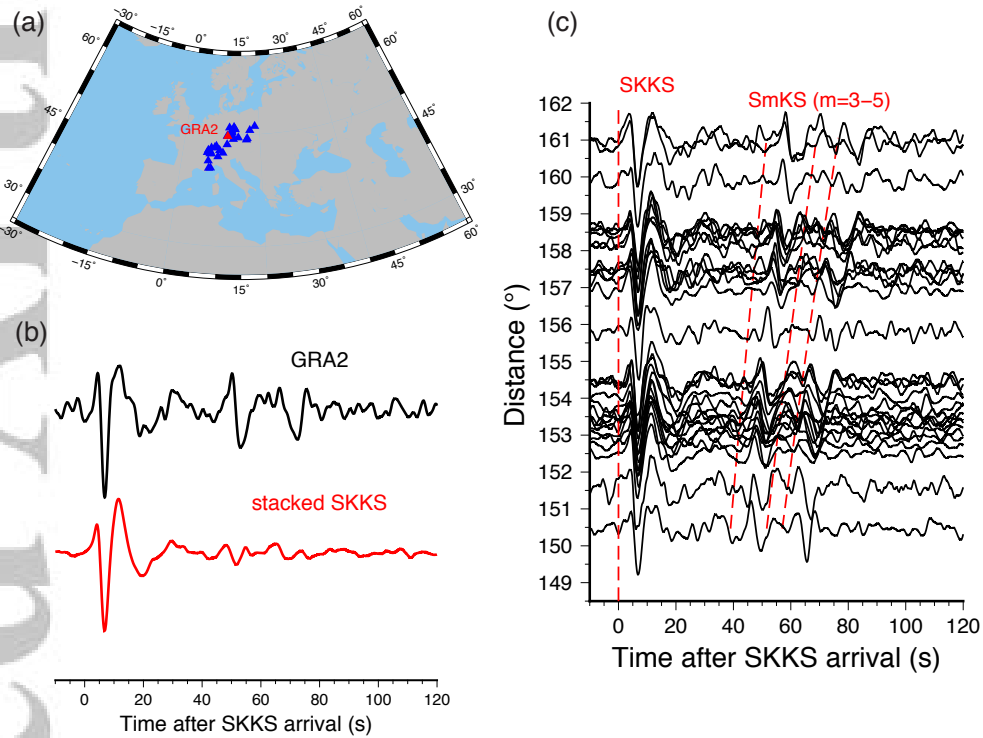 (a)
−30˚
−15˚
0˚
15˚
30˚
45˚
60˚
60˚
60˚
45˚
45˚
30˚
30˚
−30˚
60˚
−15˚
0˚
15˚
30˚
45˚
GRA2
(b)
GRA2
stacked SKKS
0 20 40 60 80 100 120
Time after SKKS arrival (s)
(c)
SKKS
SmKS (m=3−5)
162
161
160
159
158
157
156
155
154
153
152
151
150
149
Distance (°)
0 20 40 60 80 100 120
Time after SKKS arrival (s)